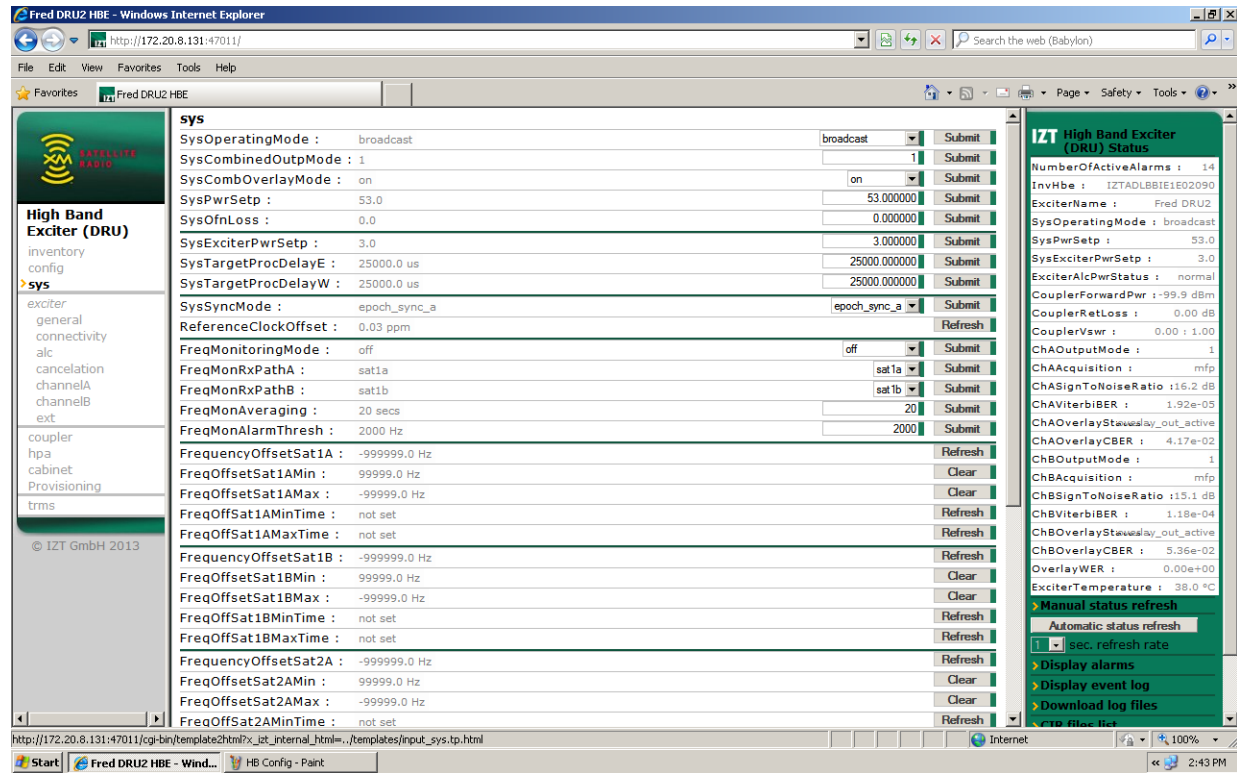 Fred DRU2 HBE - Windows Internet Explorer
http://172.20.8.131:47011/
Search the web (Babylon)
File Edit View Favorites Tools Help
Favorites Fred DRU2 HBE Page Safety Tools
XM SATELLITE RADIO
High Band Exciter (DRU)
inventory
config
sys
exciter
general
connectivity
alc
cancelation
channelA
channelB
ext
coupler
hpa
cabinet
Provisioning
trms
© IZT GmbH 2013
sys
SysOperatingMode : broadcast broadcast Submit
SysCombinedOutpMode : 1 1 Submit
SysCombOverlayMode : on on Submit
SysPwrSetp : 53.0 53.000000 Submit
SysOfnLoss : 0.0 0.000000 Submit
SysExciterPwrSetp : 3.0 3.000000 Submit
SysTargetProcDelayE : 25000.0 us 25000.000000 Submit
SysTargetProcDelayW : 25000.0 us 25000.000000 Submit
SysSyncMode : epoch_sync_a epoch_sync_a Submit
ReferenceClockOffset : 0.03 ppm Refresh
FreqMonitoringMode : off off Submit
FreqMonRxPathA : sat1a sat1a Submit
FreqMonRxPathB : sat1b sat1b Submit
FreqMonAveraging : 20 secs 20 Submit
FreqMonAlarmThresh : 2000 Hz 2000 Submit
FrequencyOffsetSat1A : -999999.0 Hz Refresh
FreqOffsetSat1AMin : 99999.0 Hz Clear
FreqOffsetSat1AMax : -99999.0 Hz Clear
FreqOffSat1AMinTime : not set Refresh
FreqOffSat1AMaxTime : not set Refresh
FrequencyOffsetSat1B : -999999.0 Hz Refresh
FreqOffsetSat1BMin : 99999.0 Hz Clear
FreqOffsetSat1BMax : -99999.0 Hz Clear
FreqOffSat1BMinTime : not set Refresh
FreqOffSat1BMaxTime : not set Refresh
FrequencyOffsetSat2A : -999999.0 Hz Refresh
FreqOffsetSat2AMin : 99999.0 Hz Clear
FreqOffsetSat2AMax : -99999.0 Hz Clear
FreqOffSat2AMinTime : not set Refresh
IZT High Band Exciter (DRU) Status
NumberOfActiveAlarms : 14
InvHbe : IZTADLBBIE1E02090
ExciterName : Fred DRU2
SysOperatingMode : broadcast
SysPwrSetp : 53.0
SysExciterPwrSetp : 3.0
ExciterAlcPwrStatus : normal
CouplerForwardPwr : -99.9 dBm
CouplerRetLoss : 0.00 dB
CouplerVswr : 0.00 : 1.00
ChAOutputMode : 1
ChAAcquisition : mfp
ChASignToNoiseRatio :16.2 dB
ChAViterbiBER : 1.92e-05
ChAOverlaySt lay_out_active
ChAOverlayCBER : 4.17e-02
ChBOutputMode : 1
ChBAcquisition : mfp
ChBSignToNoiseRatio :15.1 dB
ChBViterbiBER : 1.18e-04
ChBOverlaySt lay_out_active
ChBOverlayCBER : 5.36e-02
OverlayWER : 0.00e+00
ExciterTemperature : 38.0 °C
Manual status refresh
Automatic status refresh
1 sec. refresh rate
Display alarms
Display event log
Download log files
CIR files list
http://172.20.8.131:47011/cgi-bin/template2html?x_izt_internal_html=../templates/input_sys.tp.html Internet 100%
Start Fred DRU2 HBE - Wind... HB Config - Paint 2:43 PM